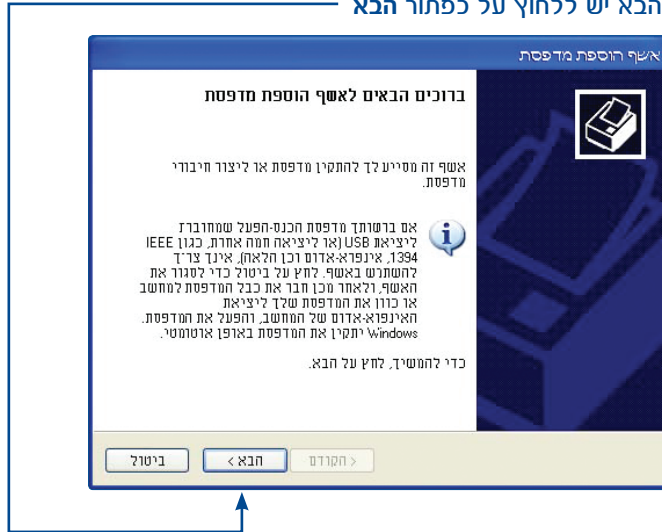 הבא יש ללחוץ על כפתור הבא
אשף הוספת מדפסת
ברוכים הבאים לאשף הוספת מדפסת
אשף זה מסייע לך להתקין מדפסת או ליצור חיבורי
מדפסת.
אם ברשותך מדפסת הכנס-הפעל שמחוברת
ליציאת USB (או ליציאה חמה אחרת, כגון IEEE
1394, אינפרא-אדום וכן הלאה), אינך צריך
להשתמש באשף. לחץ על ביטול כדי לסגור את
האשף, ולאחר מכן חבר את כבל המדפסת למחשב
או כוון את המדפסת שלך ליציאת
האינפרא-אדום של המחשב, והפעל את המדפסת.
Windows יתקין את המדפסת באופן אוטומטי.
כדי להמשיך, לחץ על הבא.
< הקודם
הבא >
ביטול